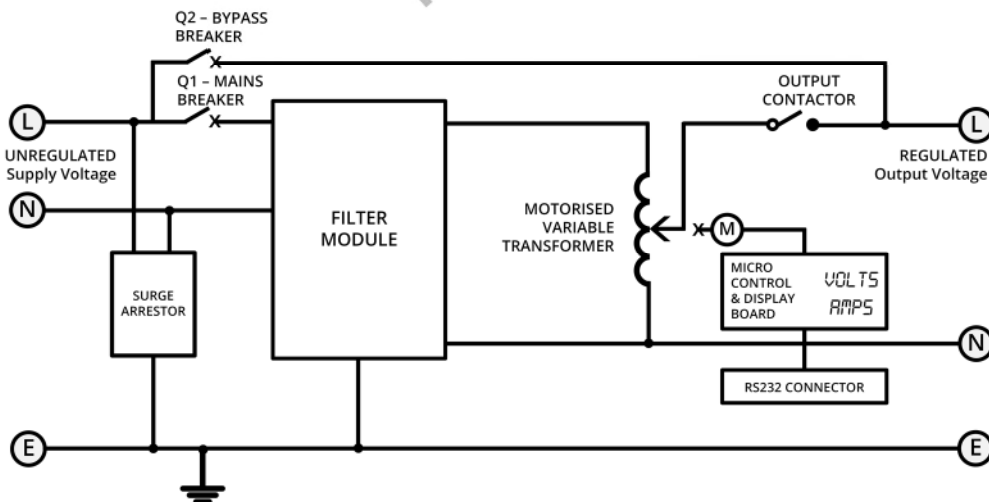 Q2 – BYPASS
BREAKER
Q1 – MAINS
BREAKER
OUTPUT
CONTACTOR
L
L
UNREGULATED
Supply Voltage
REGULATED
Output Voltage
N
FILTER
MODULE
MOTORISED
VARIABLE
TRANSFORMER
M
MICRO
CONTROL
& DISPLAY
BOARD
VOLTS
AMPS
SURGE
ARRESTOR
N
RS232 CONNECTOR
E
E